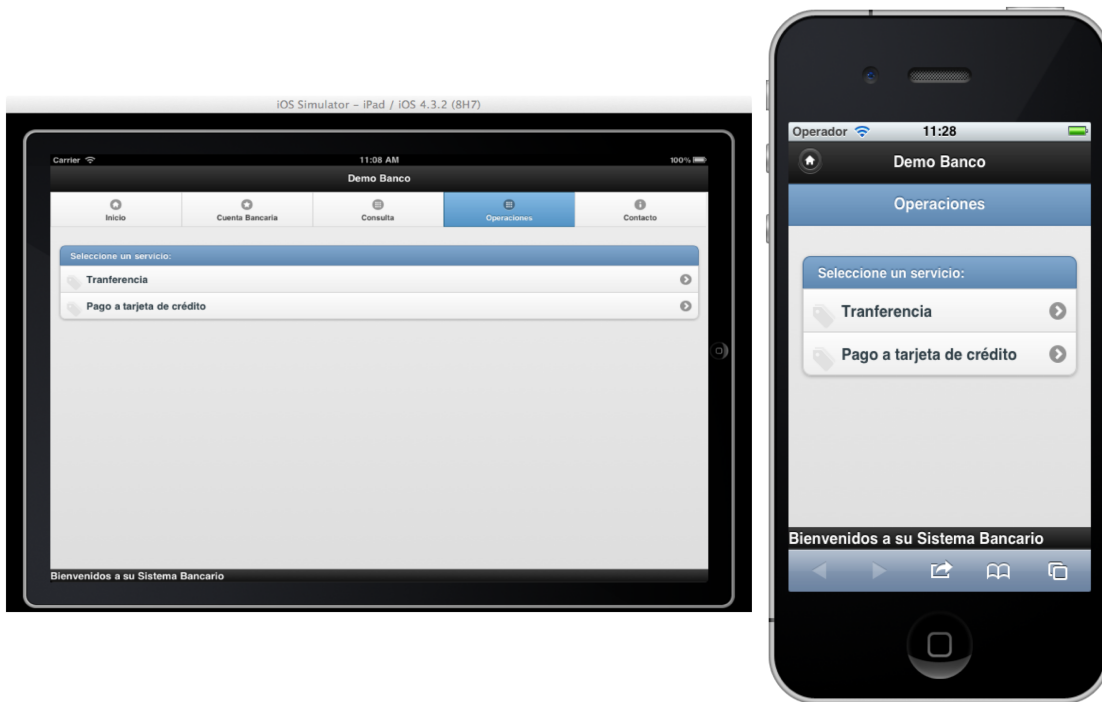 iOS Simulator – iPad / iOS 4.3.2 (8H7)
Carrier 11:08 AM 100%
Demo Banco
Inicio Cuenta Bancaria Consulta Operaciones Contacto
Seleccione un servicio:
Tranferencia
Pago a tarjeta de crédito
Bienvenidos a su Sistema Bancario
Operador 11:28
Demo Banco
Operaciones
Seleccione un servicio:
Tranferencia
Pago a tarjeta de crédito
Bienvenidos a su Sistema Bancario